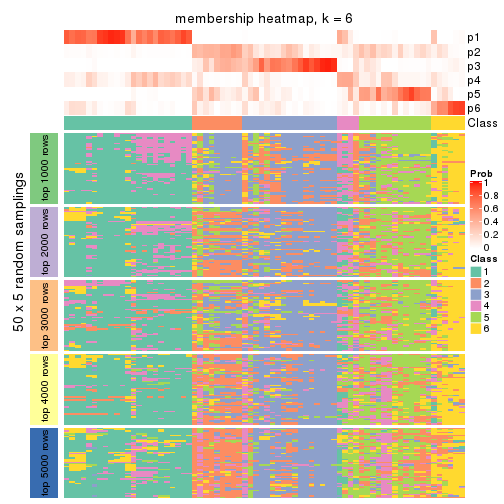 membership heatmap, k = 6
p1
p2
p3
p4
p5
p6
Class
50 x 5 random samplings
top 1000 rows
top 2000 rows
top 3000 rows
top 4000 rows
top 5000 rows
Prob
1
0.8
0.6
0.4
0.2
0
Class
1
2
3
4
5
6